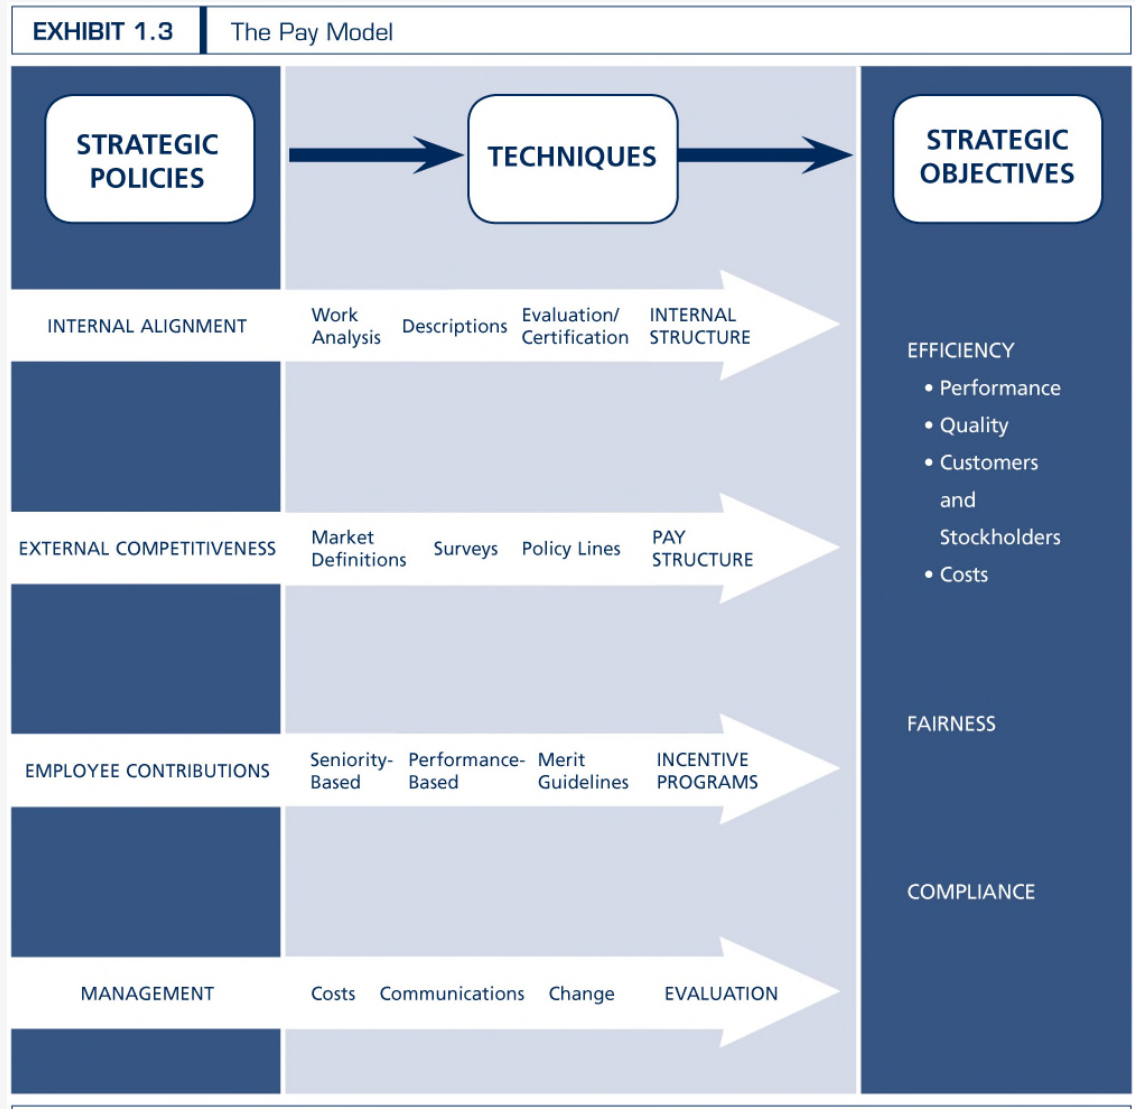 EXHIBIT 1.3
The Pay Model
STRATEGIC
POLICIES
TECHNIQUES
STRATEGIC
OBJECTIVES
INTERNAL ALIGNMENT
Work
Analysis
Descriptions
Evaluation/
Certification
INTERNAL
STRUCTURE
EXTERNAL COMPETITIVENESS
Market
Definitions
Surveys
Policy Lines
PAY
STRUCTURE
EMPLOYEE CONTRIBUTIONS
Seniority-
Based
Performance-
Based
Merit
Guidelines
INCENTIVE
PROGRAMS
MANAGEMENT
Costs
Communications
Change
EVALUATION
EFFICIENCY
• Performance
• Quality
• Customers
and
Stockholders
• Costs
FAIRNESS
COMPLIANCE